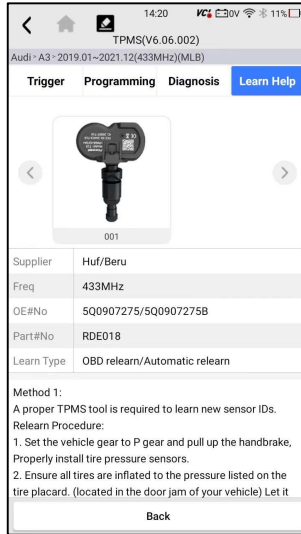 14:20
VCI 0V 11%
TPMS(V6.06.002)
Audi > A3 > 2019.01~2021.12(433MHz)(MLB)
Trigger Programming Diagnosis Learn Help
001
Supplier Huf/Beru
Freq 433MHz
OE#No 5Q0907275/5Q0907275B
Part#No RDE018
Learn Type OBD relearn/Automatic relearn
Method 1:
A proper TPMS tool is required to learn new sensor IDs.
Relearn Procedure:
1. Set the vehicle gear to P gear and pull up the handbrake,
Properly install tire pressure sensors.
2. Ensure all tires are inflated to the pressure listed on the
tire placard. (located in the door jam of your vehicle) Let it
Back